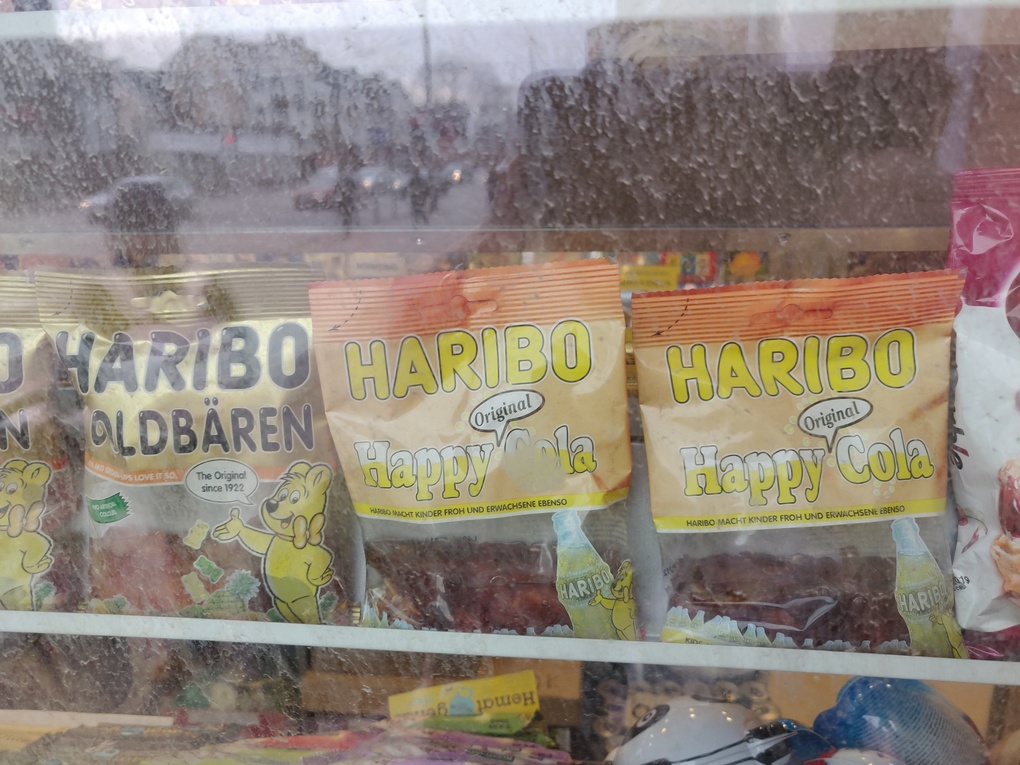 HARIBO
OLDBÄREN
The Original
since 1922
HARIBO
Original
Happy Cola
HARIBO MACHT KINDER FROH UND ERWACHSENE EBENSO
HARIBO
HARIBO
Original
Happy Cola
HARIBO MACHT KINDER FROH UND ERWACHSENE EBENSO
HARIBO